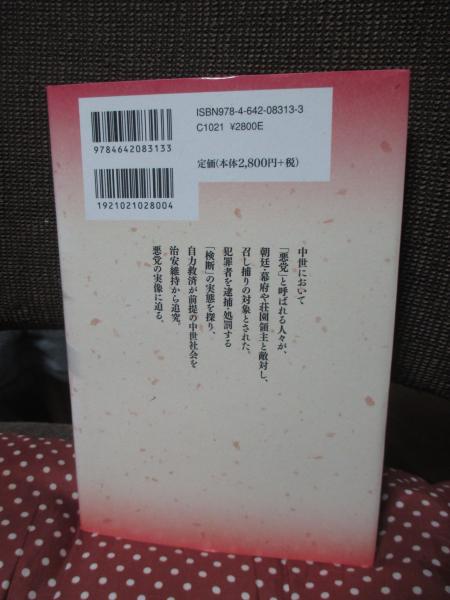 ISBN978-4-642-08313-3
C1021 ¥2800E
定価(本体2,800円+税)
9784642083133
1921021028004
中世において
「悪党」と呼ばれる人々が、
朝廷・幕府や荘園領主と敵対し、
召し捕りの対象とされた。
犯罪者を逮捕・処罰する
「検断」の実態を探り、
自力救済が前提の中世社会を
治安維持から追究。
悪党の実像に迫る。